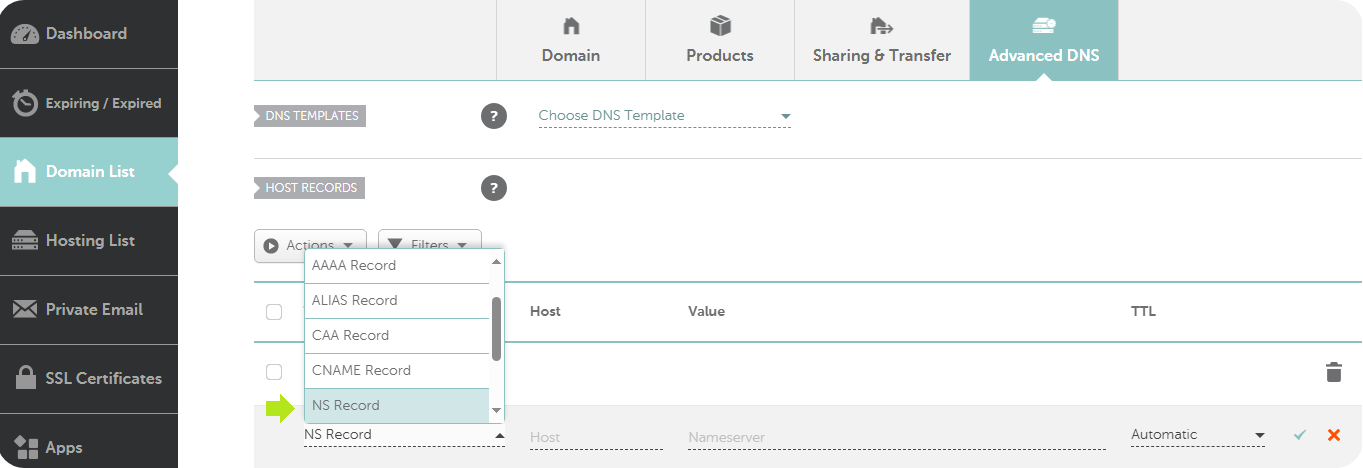 Dashboard
Expiring / Expired
Domain List
Hosting List
Private Email
SSL Certificates
Apps
Domain
Products
Sharing & Transfer
Advanced DNS
DNS TEMPLATES
?
Choose DNS Template
HOST RECORDS
?
Actions
Filters
Host
Value
TTL
AAAA Record
ALIAS Record
CAA Record
CNAME Record
NS Record
NS Record
Host
Nameserver
Automatic